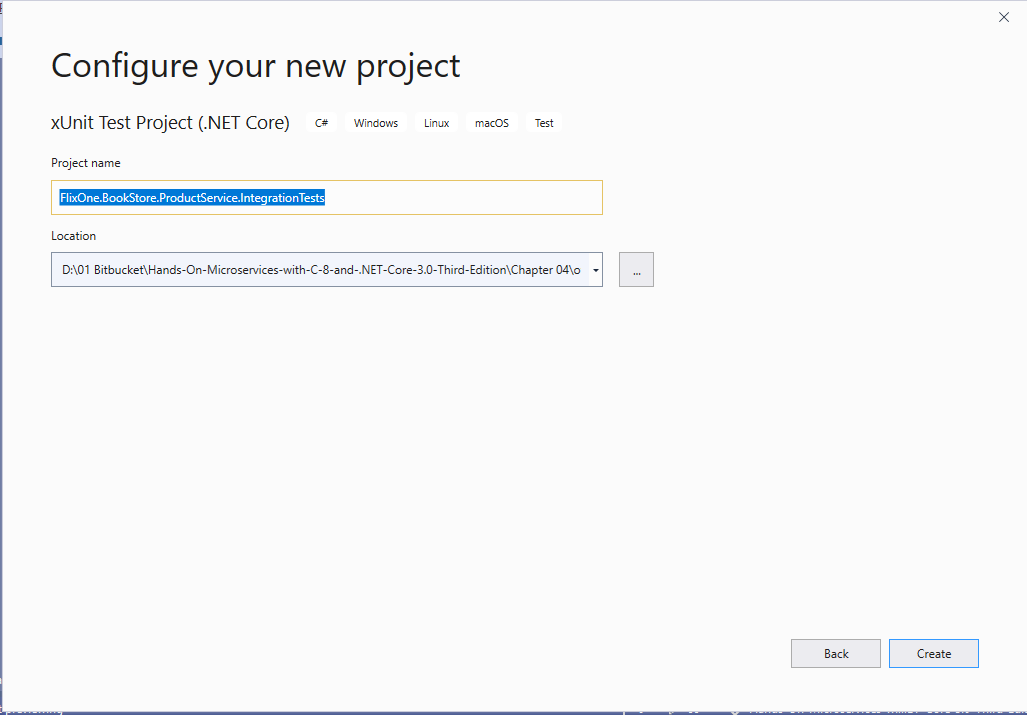 Configure your new project
xUnit Test Project (.NET Core) C# Windows Linux macOS Test
Project name
FlixOne.BookStore.ProductService.IntegrationTests
Location
D:\01 Bitbucket\Hands-On-Microservices-with-C-8-and-.NET-Core-3.0-Third-Edition\Chapter 04\o
...
Back Create